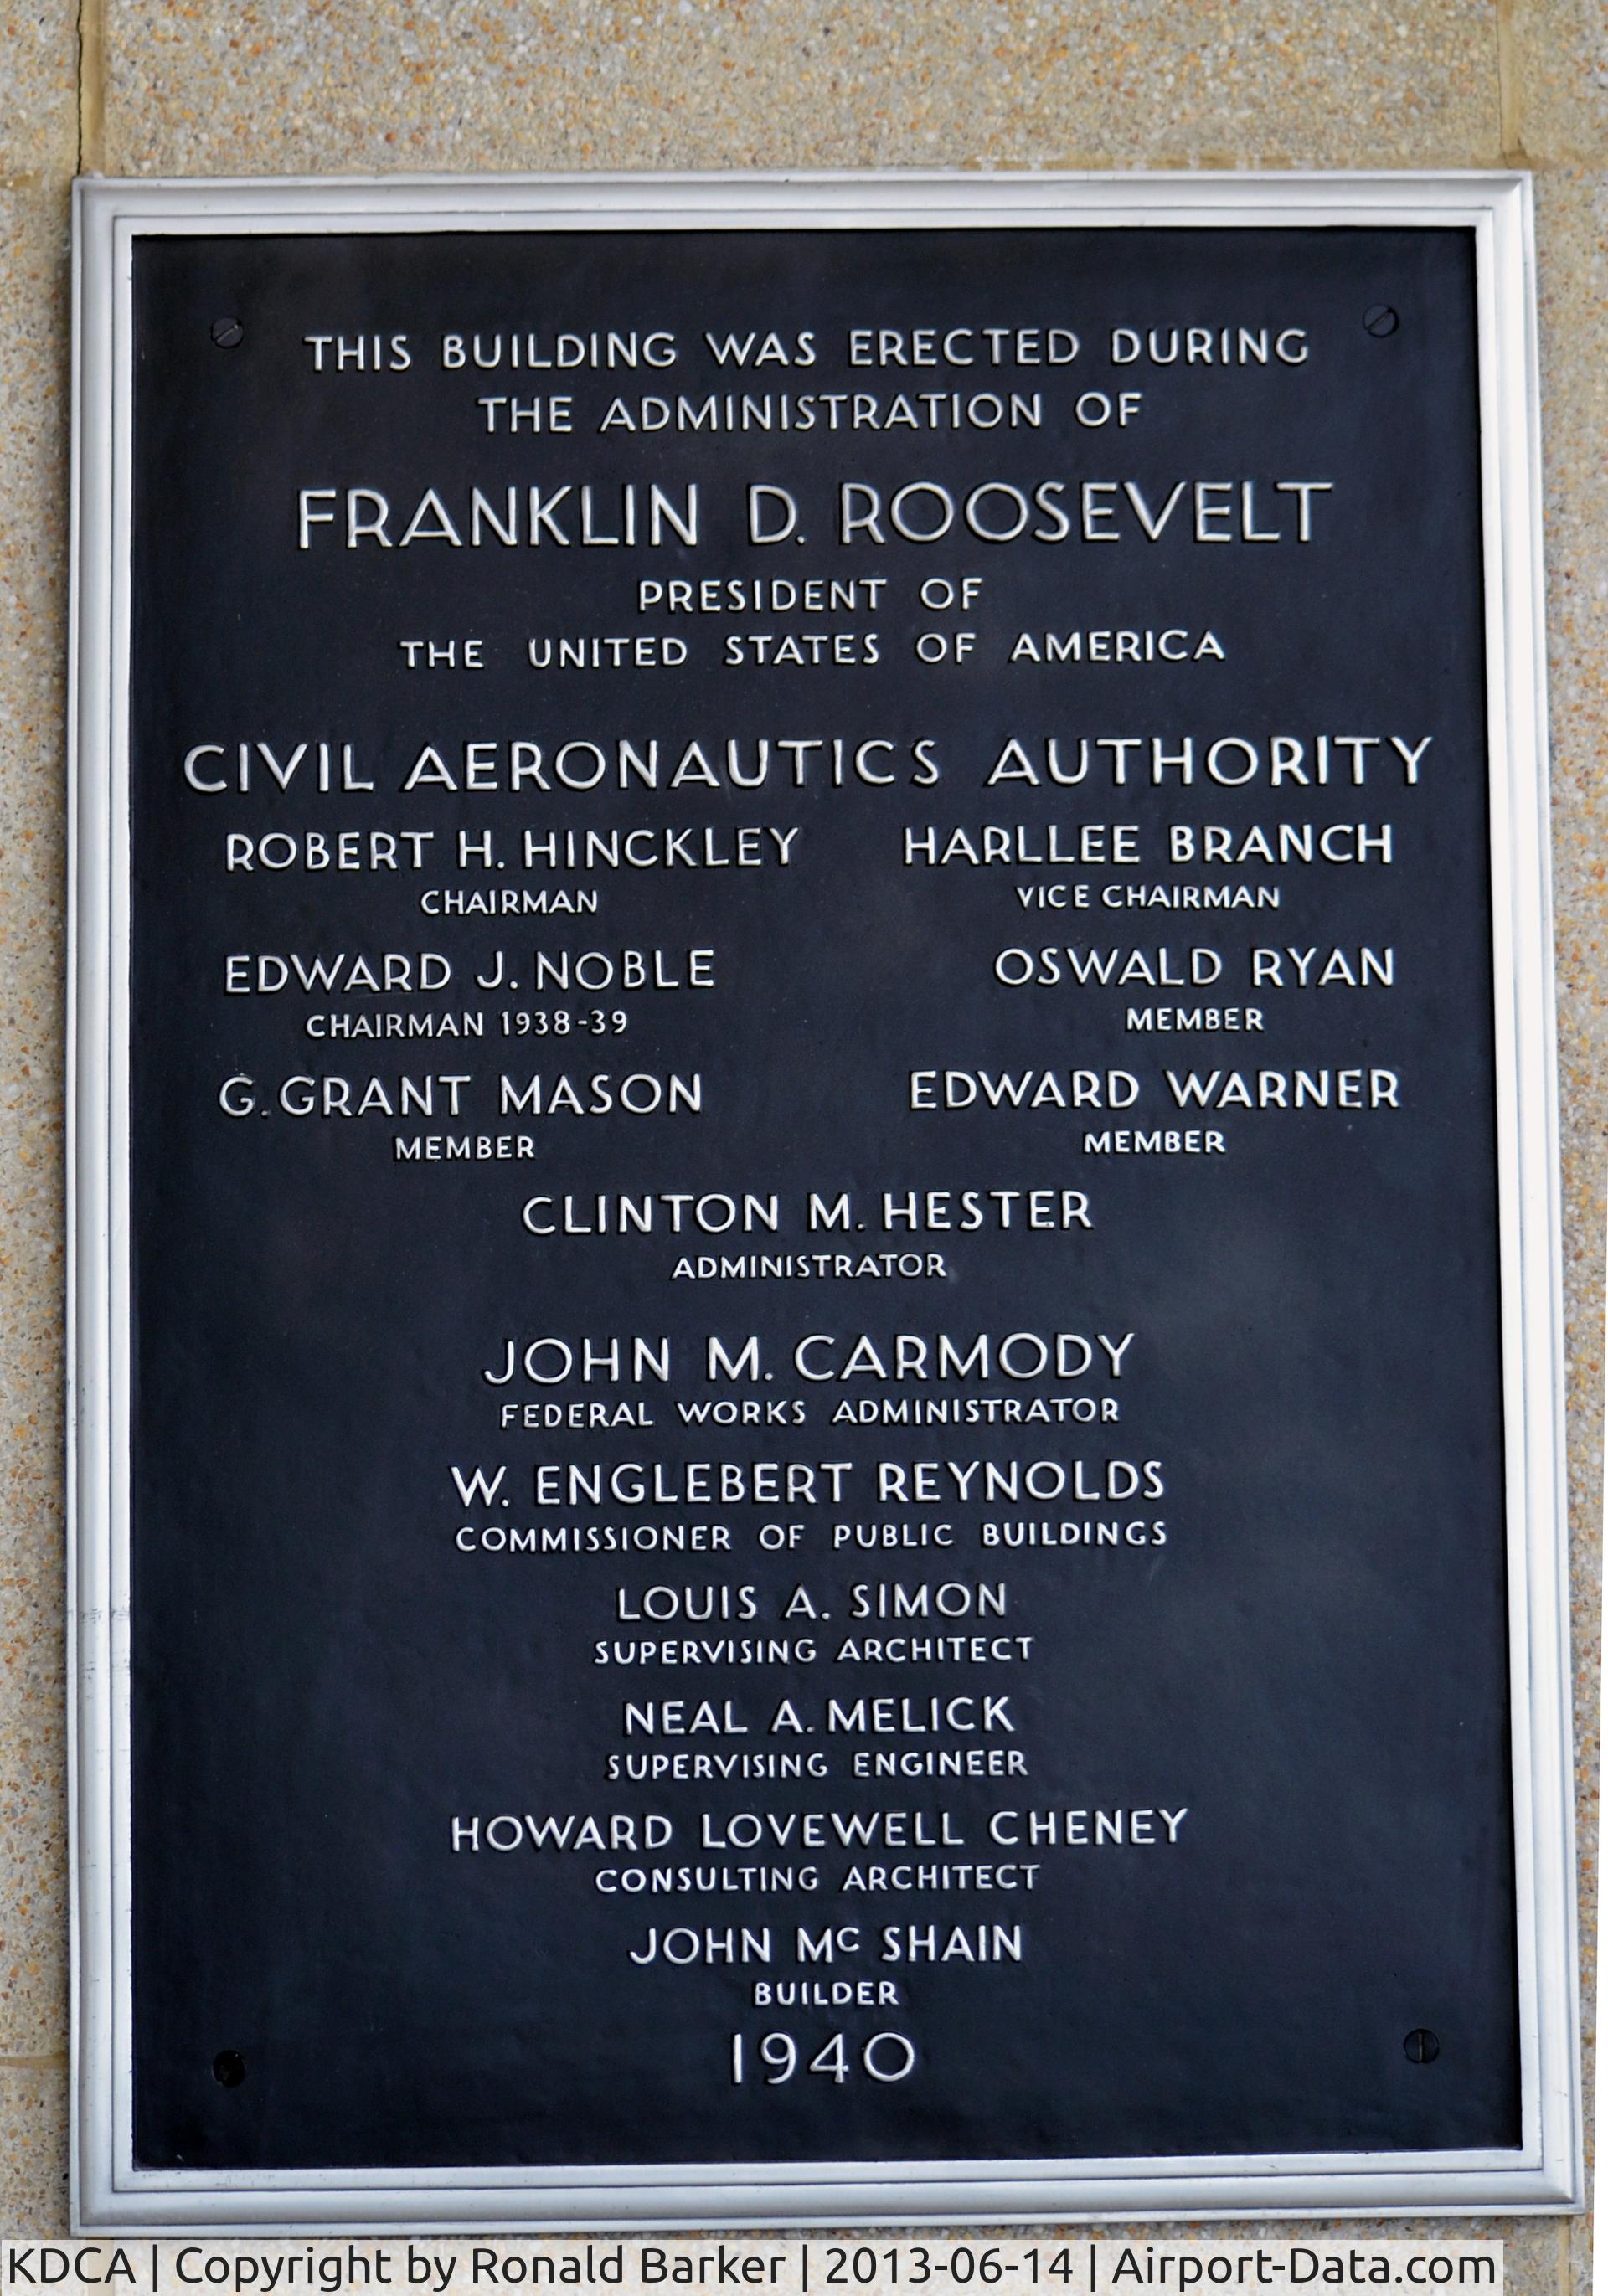 THIS BUILDING WAS ERECTED DURING
THE ADMINISTRATION OF
FRANKLIN D. ROOSEVELT
PRESIDENT OF
THE UNITED STATES OF AMERICA
CIVIL AERONAUTICS AUTHORITY
ROBERT H. HINCKLEY HARLLEE BRANCH
CHAIRMAN VICE CHAIRMAN
EDWARD J. NOBLE OSWALD RYAN
CHAIRMAN 1938-39 MEMBER
G. GRANT MASON EDWARD WARNER
MEMBER MEMBER
CLINTON M. HESTER
ADMINISTRATOR
JOHN M. CARMODY
FEDERAL WORKS ADMINISTRATOR
W. ENGLEBERT REYNOLDS
COMMISSIONER OF PUBLIC BUILDINGS
LOUIS A. SIMON
SUPERVISING ARCHITECT
NEAL A. MELICK
SUPERVISING ENGINEER
HOWARD LOVEWELL CHENEY
CONSULTING ARCHITECT
JOHN Mc SHAIN
BUILDER
1940
KDCA | Copyright by Ronald Barker | 2013-06-14 | Airport-Data.com